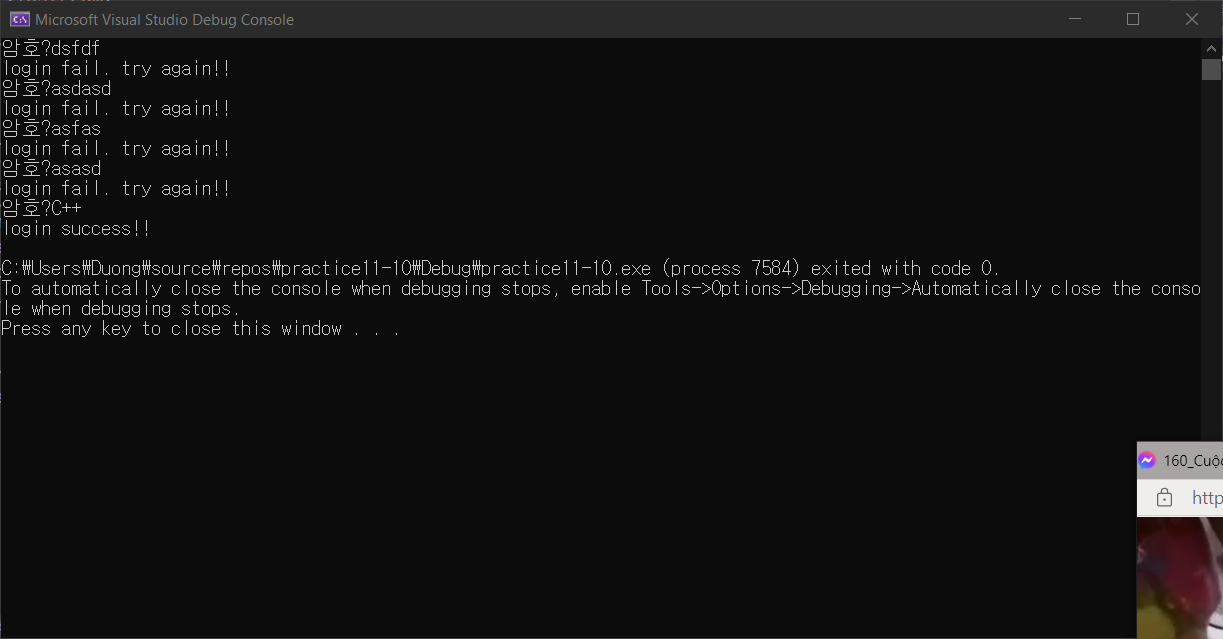 Microsoft Visual Studio Debug Console
암호?dsfdf
login fail. try again!!
암호?asdasd
login fail. try again!!
암호?asfas
login fail. try again!!
암호?asasd
login fail. try again!!
암호?C++
login success!!
C:₩Users₩Duong₩source₩repos₩practice11-10₩Debug₩practice11-10.exe (process 7584) exited with code 0.
To automatically close the console when debugging stops, enable Tools->Options->Debugging->Automatically close the conso
le when debugging stops.
Press any key to close this window . . .
160_Cuộc
http